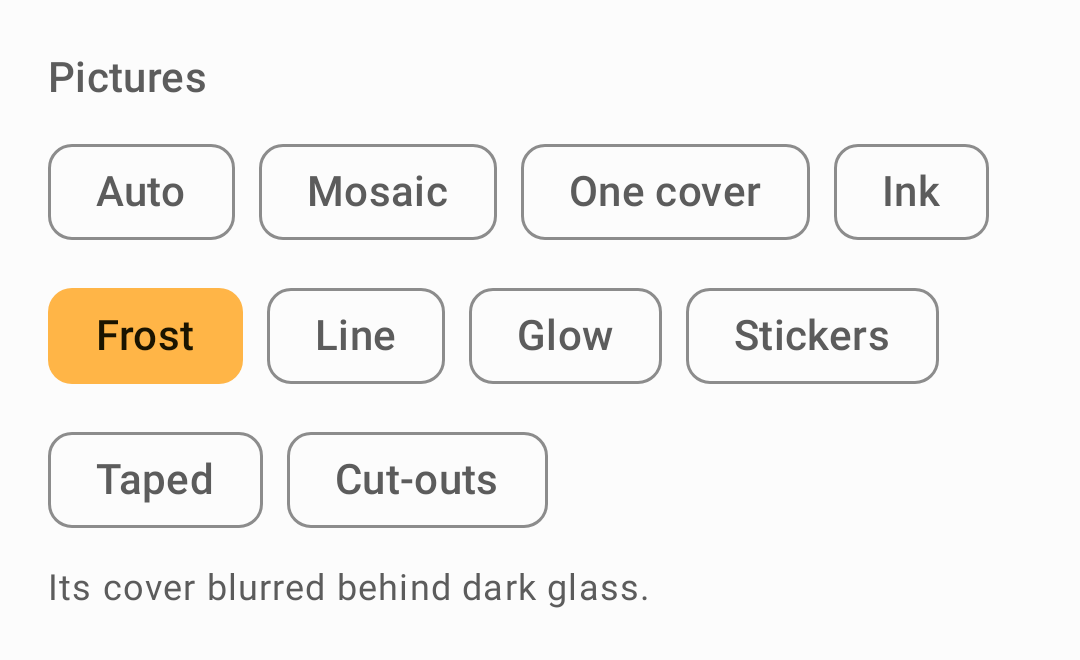 Pictures
Auto Mosaic One cover Ink
Frost Line Glow Stickers
Taped Cut-outs
Its cover blurred behind dark glass.